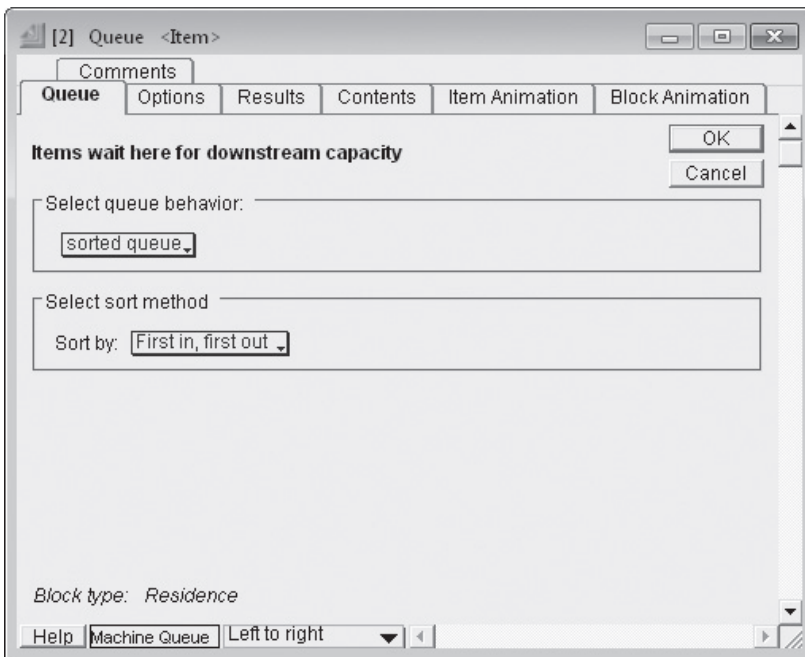 [2] Queue <Item>
Comments
Queue Options Results Contents Item Animation Block Animation
Items wait here for downstream capacity
OK
Cancel
Select queue behavior:
sorted queue
Select sort method
Sort by: First in, first out
Block type: Residence
Help Machine Queue Left to right